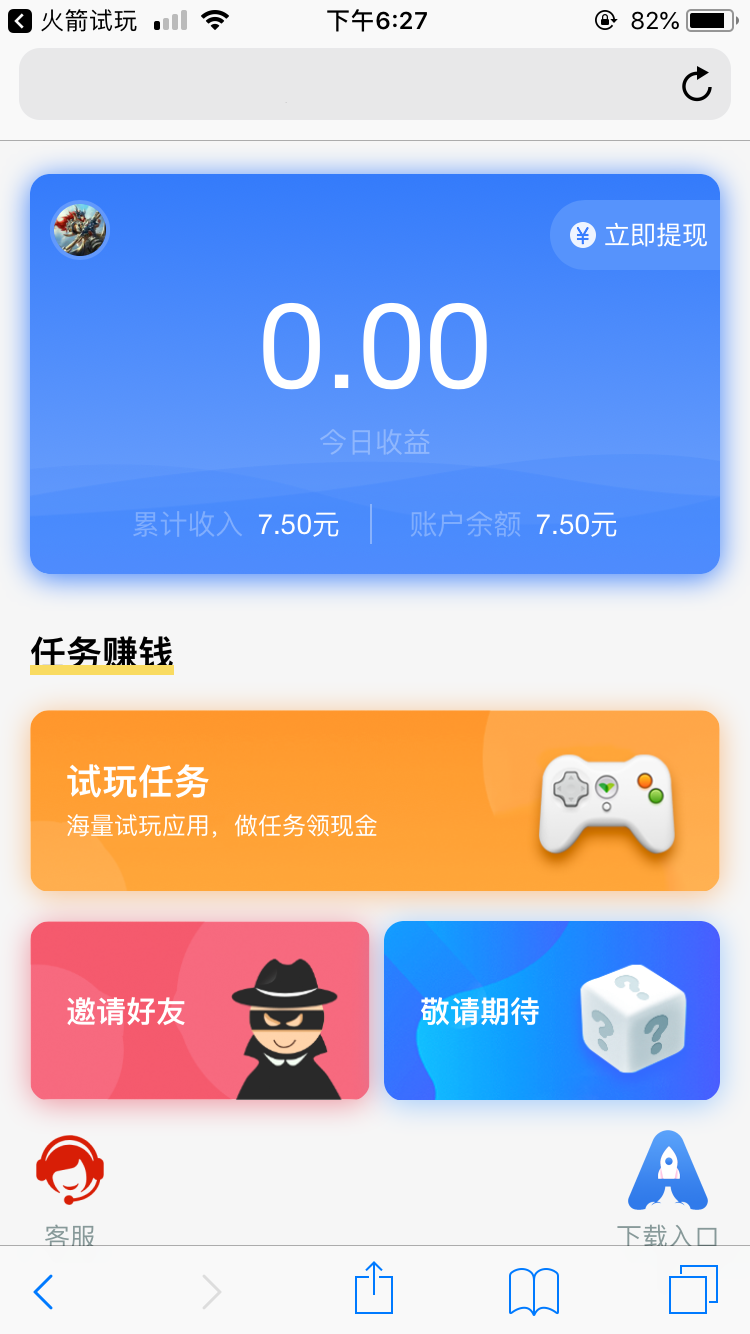 火箭试玩 下午6:27 82%
¥ 立即提现
0.00
今日收益
累计收入 7.50元 账户余额 7.50元
任务赚钱
试玩任务
海量试玩应用，做任务领现金
邀请好友 敬请期待
客服 下载入口